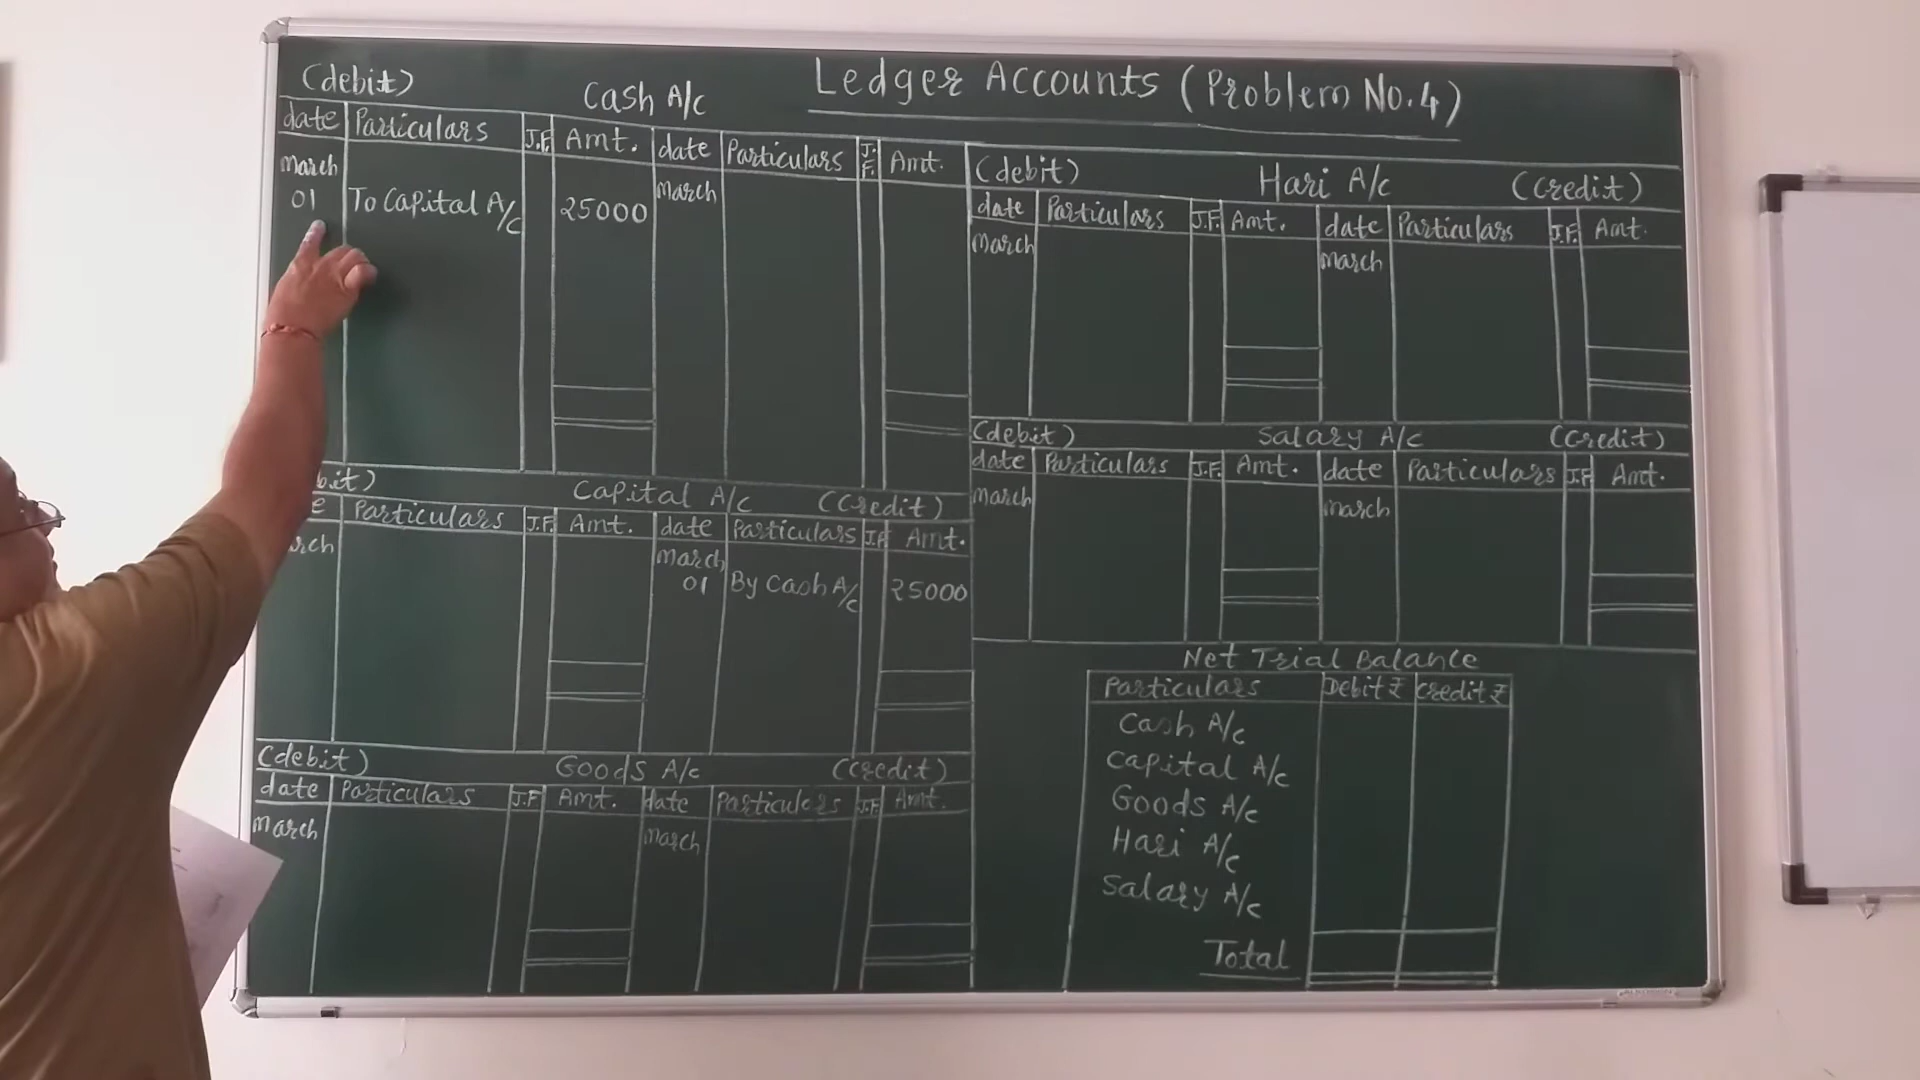 Ledger Accounts (Problem No.4)
(debit) Cash A/c
date Particulars J.F. Amt. date Particulars J.F. Amt.
March March
01 To Capital A/c 25000
bit) Capital A/c (Credit)
e Particulars J.F. Amt. date Particulars J.F. Amt.
rch March
01 By Cash A/c 25000
(debit) Goods A/c (Credit)
date Particulars J.F. Amt. date Particulars J.F. Amt.
March March
(debit) Hari A/c (Credit)
date Particulars J.F. Amt. date Particulars J.F. Amt.
March March
(debit) Salary A/c (Credit)
date Particulars J.F. Amt. date Particulars J.F. Amt.
March March
Net Trial Balance
Particulars Debit ₹ Credit ₹
Cash A/c
Capital A/c
Goods A/c
Hari A/c
Salary A/c
Total